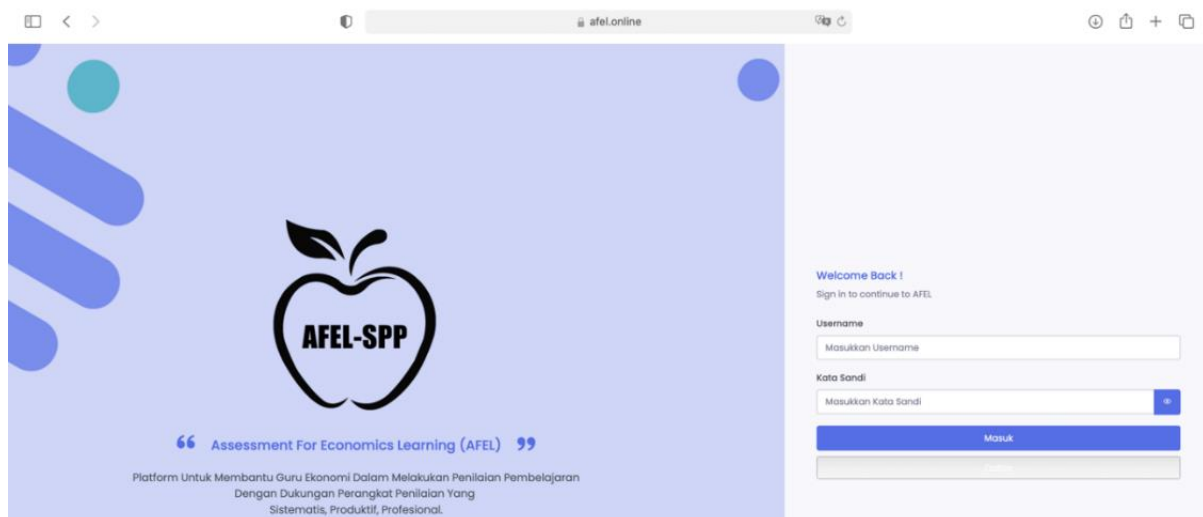 afel.online
AFEL-SPP
Assessment For Economics Learning (AFEL)
Platform Untuk Membantu Guru Ekonomi Dalam Melakukan Penilaian Pembelajaran
Dengan Dukungan Perangkat Penilaian Yang
Sistematis, Produktif, Profesional.
Welcome Back !
Sign in to continue to AFEL
Username
Masukkan Username
Kata Sandi
Masukkan Kata Sandi
Masuk